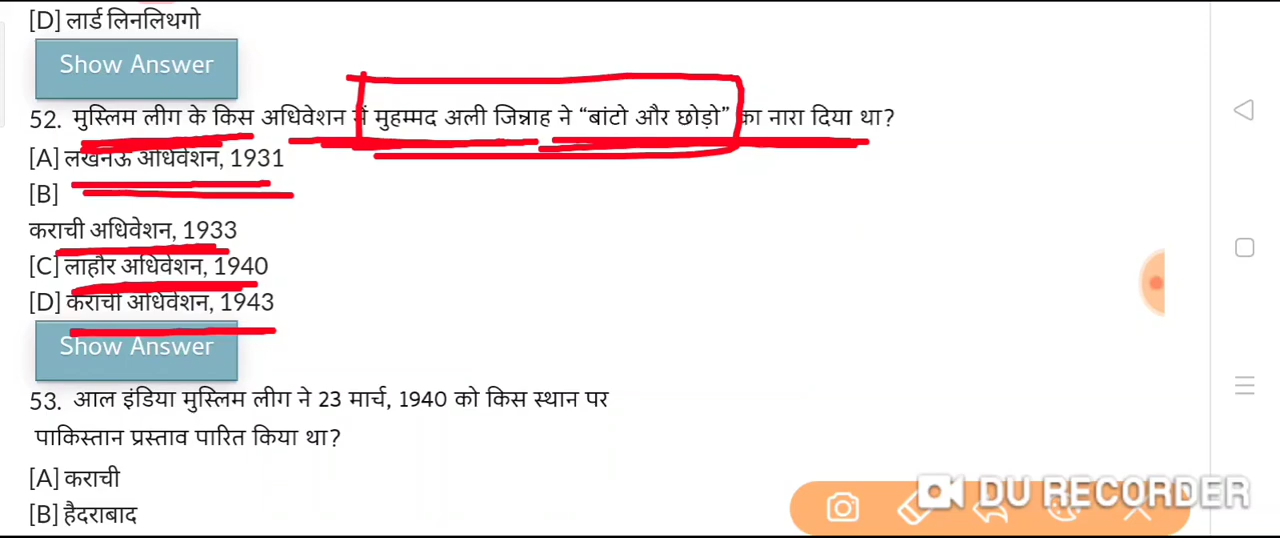 [D] लार्ड लिनलिथगो
Show Answer
52. मुस्लिम लीग के किस अधिवेशन में मुहम्मद अली जिन्नाह ने “बांटो और छोड़ो” का नारा दिया था?
[A] लखनऊ अधिवेशन, 1931
[B]
कराची अधिवेशन, 1933
[C] लाहौर अधिवेशन, 1940
[D] कराची अधिवेशन, 1943
Show Answer
53. आल इंडिया मुस्लिम लीग ने 23 मार्च, 1940 को किस स्थान पर
पाकिस्तान प्रस्ताव पारित किया था?
[A] कराची
[B] हैदराबाद
DU RECORDER